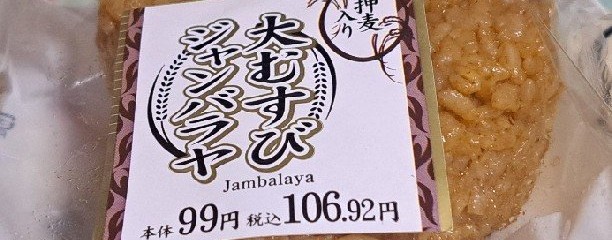 押麦
入り
大むすび
ジャンバラヤ
Jambalaya
本体99円 税込106.92円